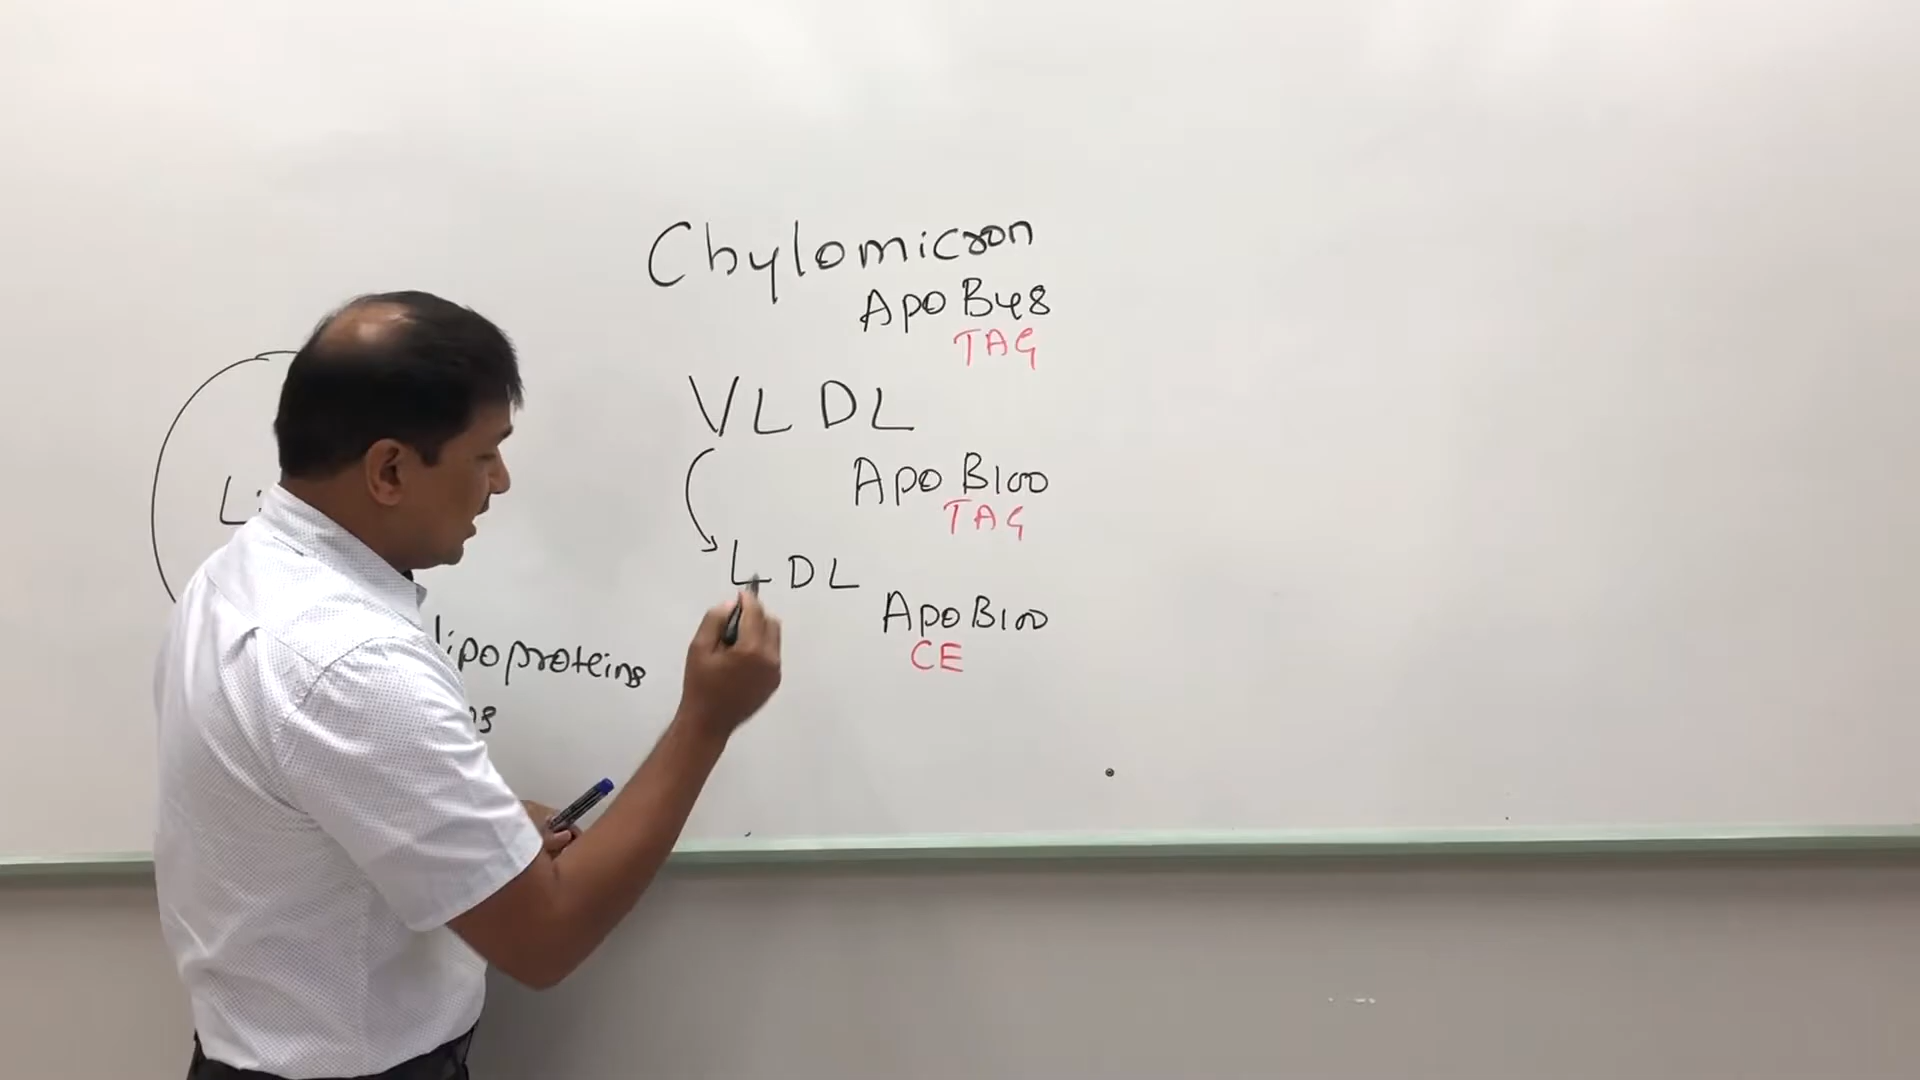 Chylomicron
Apo B48
TAG
VLDL
Apo B100
TAG
LDL
Apo B100
CE
lipoproteins